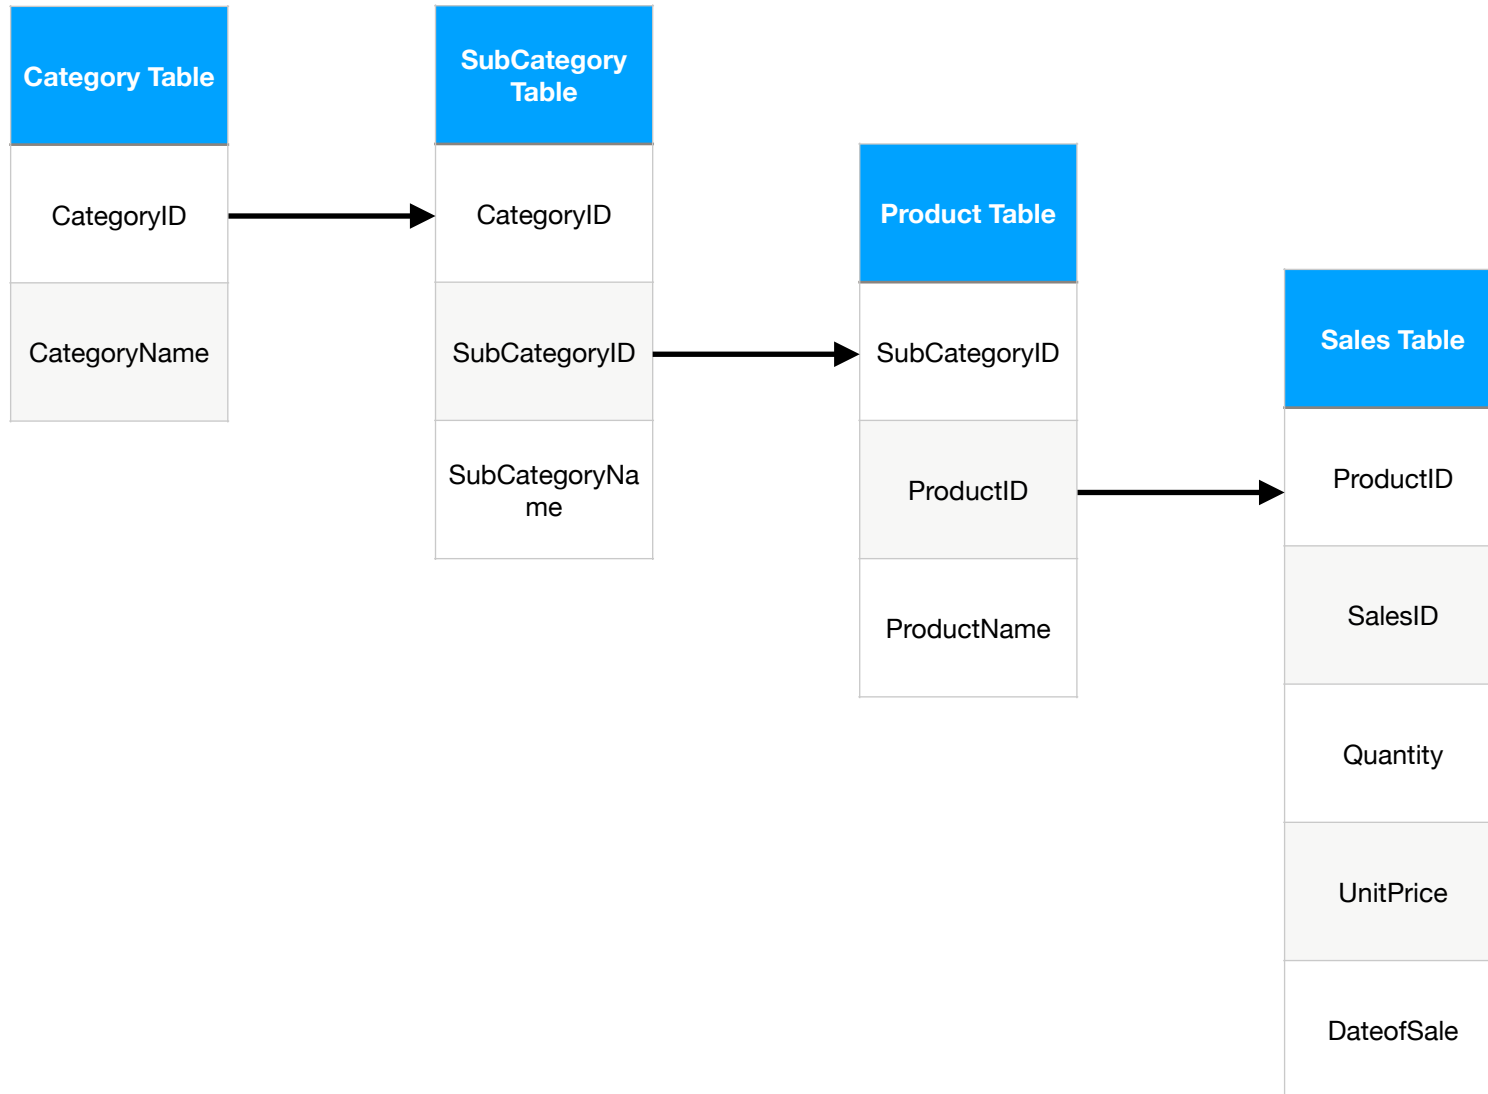 Category Table
CategoryID
CategoryName
SubCategory
Table
CategoryID
SubCategoryID
SubCategoryNa
me
Product Table
SubCategoryID
ProductID
ProductName
Sales Table
ProductID
SalesID
Quantity
UnitPrice
DateofSale